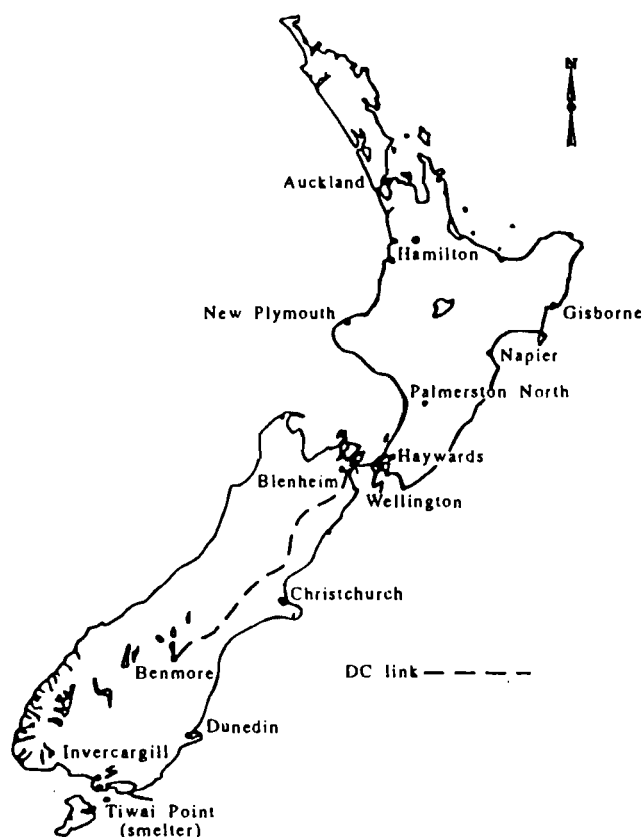 N
Auckland
Hamilton
New Plymouth
Gisborne
Napier
Palmerston North
Haywards
Blenheim
Wellington
Christchurch
Benmore
DC link
Dunedin
Invercargill
Tiwai Point
(smelter)